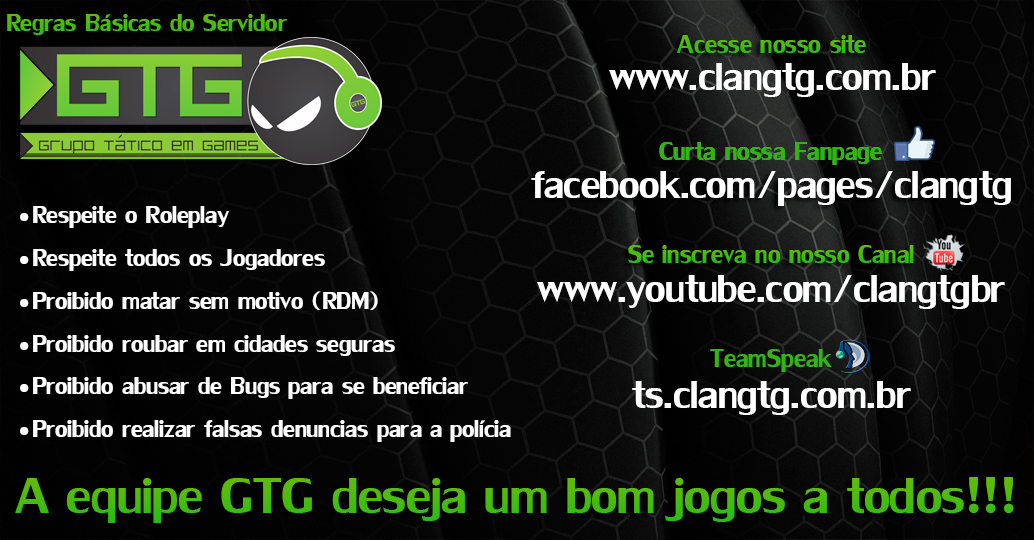 Regras Básicas do Servidor
GTG
GTG
Grupo Tático em Games
• Respeite o Roleplay
• Respeite todos os Jogadores
• Proibido matar sem motivo (RDM)
• Proibido roubar em cidades seguras
• Proibido abusar de Bugs para se beneficiar
• Proibido realizar falsas denuncias para a polícia
Acesse nosso site
www.clangtg.com.br
Curta nossa Fanpage
facebook.com/pages/clangtg
Se inscreva no nosso Canal
You
Tube
www.youtube.com/clangtgbr
TeamSpeak
ts.clangtg.com.br
A equipe GTG deseja um bom jogos a todos!!!